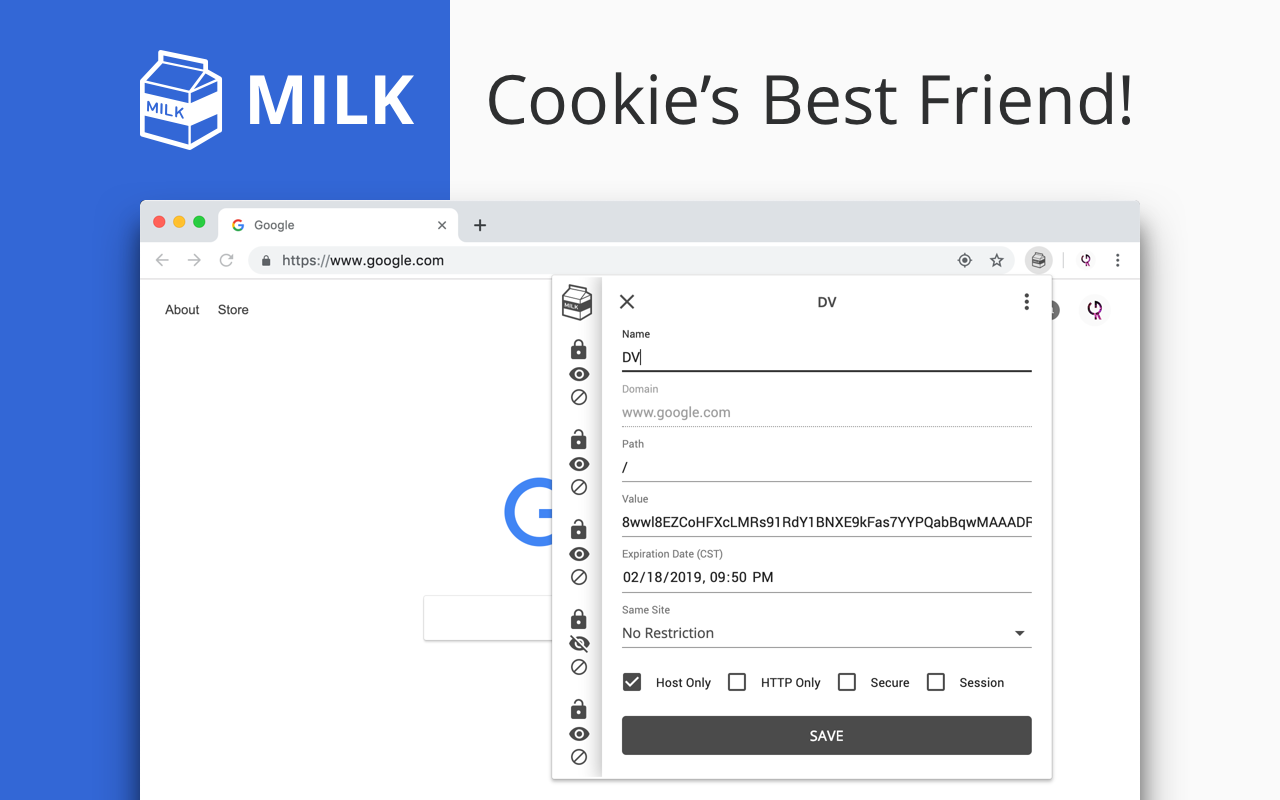 MILK
MILK
Cookie's Best Friend!
Google
https://www.google.com
About
Store
MILK
DV
Name
DV
Domain
www.google.com
Path
/
Value
8wwl8EZCoHFXcLMRs91RdY1BNXE9kFas7YYPQabBqwMAAADF
Expiration Date (CST)
02/18/2019, 09:50 PM
Same Site
No Restriction
Host Only
HTTP Only
Secure
Session
SAVE